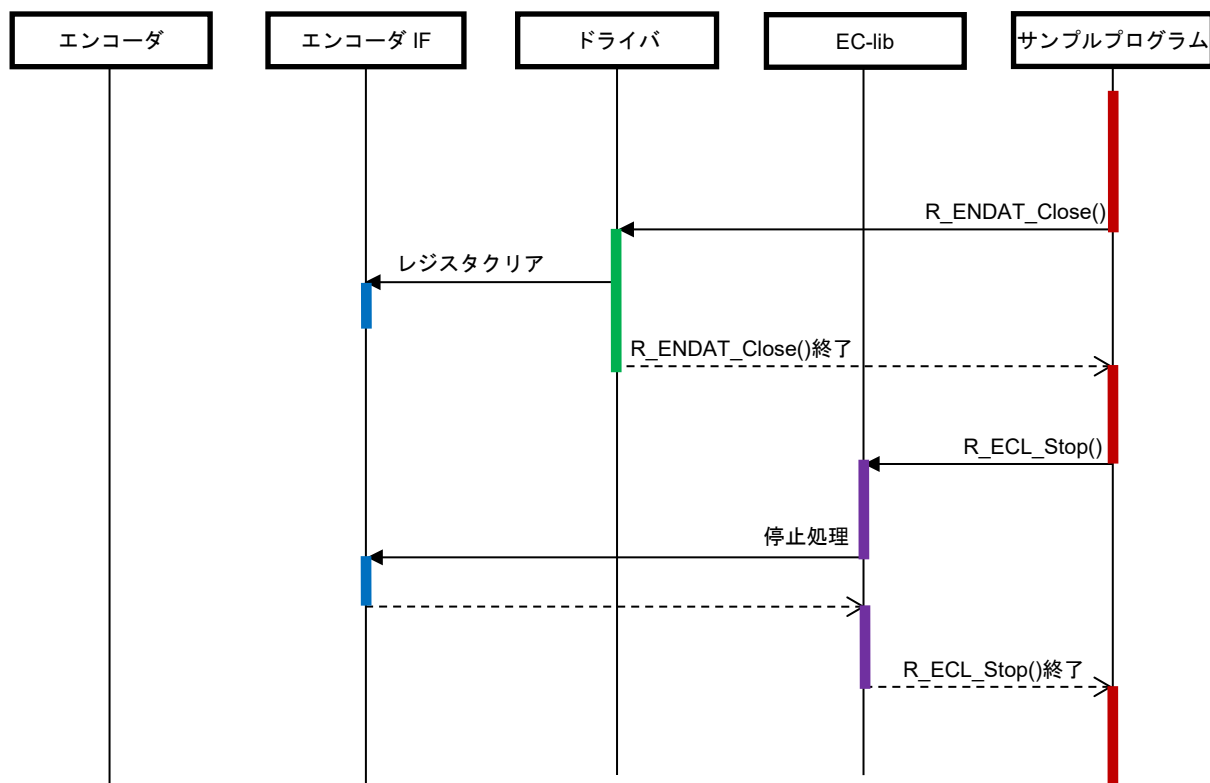 エンコーダ
エンコーダ IF
ドライバ
EC-lib
サンプルプログラム
R_ENDAT_Close()
レジスタクリア
R_ENDAT_Close()終了
R_ECL_Stop()
停止処理
R_ECL_Stop()終了